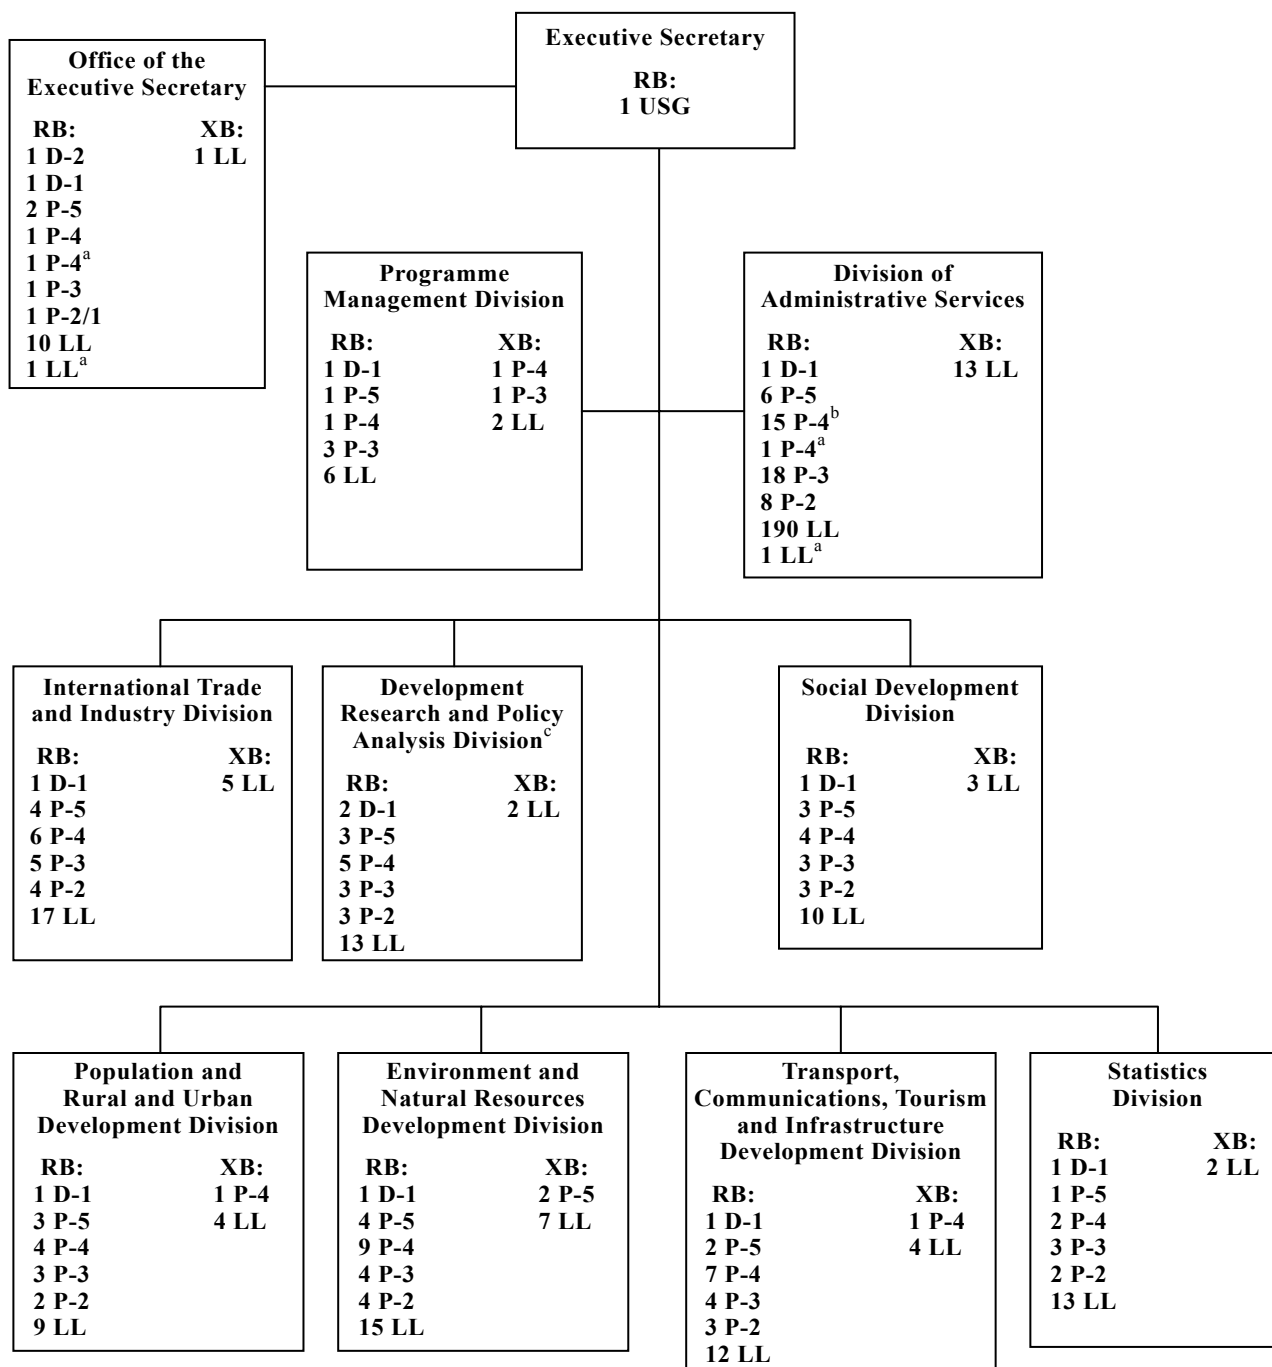 Executive Secretary
RB:
1 USG
Office of the
Executive Secretary
RB: XB:
1 D-2 1 LL
1 D-1
2 P-5
1 P-4
1 P-4a
1 P-3
1 P-2/1
10 LL
1 LLa
Programme
Management Division
RB: XB:
1 D-1 1 P-4
1 P-5 1 P-3
1 P-4 2 LL
3 P-3
6 LL
Division of
Administrative Services
RB: XB:
1 D-1 13 LL
6 P-5
15 P-4b
1 P-4a
18 P-3
8 P-2
190 LL
1 LLa
International Trade
and Industry Division
RB: XB:
1 D-1 5 LL
4 P-5
6 P-4
5 P-3
4 P-2
17 LL
Development
Research and Policy
Analysis Divisionc
RB: XB:
2 D-1 2 LL
3 P-5
5 P-4
3 P-3
3 P-2
13 LL
Social Development
Division
RB: XB:
1 D-1 3 LL
3 P-5
4 P-4
3 P-3
3 P-2
10 LL
Population and
Rural and Urban
Development Division
RB: XB:
1 D-1 1 P-4
3 P-5 4 LL
4 P-4
3 P-3
2 P-2
9 LL
Environment and
Natural Resources
Development Division
RB: XB:
1 D-1 2 P-5
4 P-5 7 LL
9 P-4
4 P-3
4 P-2
15 LL
Transport,
Communications, Tourism
and Infrastructure
Development Division
RB: XB:
1 D-1 1 P-4
2 P-5 4 LL
7 P-4
4 P-3
3 P-2
12 LL
Statistics
Division
RB: XB:
1 D-1 2 LL
1 P-5
2 P-4
3 P-3
2 P-2
13 LL